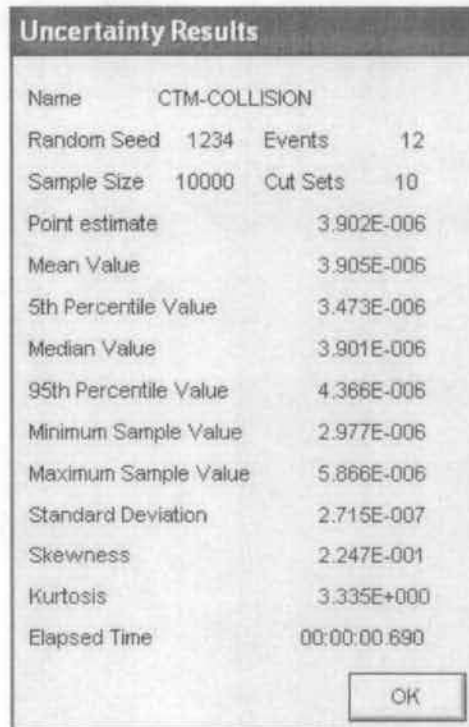 Uncertainty Results
Name CTM-COLLISION
Random Seed 1234 Events 12
Sample Size 10000 Cut Sets 10
Point estimate 3.902E-006
Mean Value 3.905E-006
5th Percentile Value 3.473E-006
Median Value 3.901E-006
95th Percentile Value 4.366E-006
Minimum Sample Value 2.977E-006
Maximum Sample Value 5.866E-006
Standard Deviation 2.715E-007
Skewness 2.247E-001
Kurtosis 3.335E+000
Elapsed Time 00:00:00.690
OK